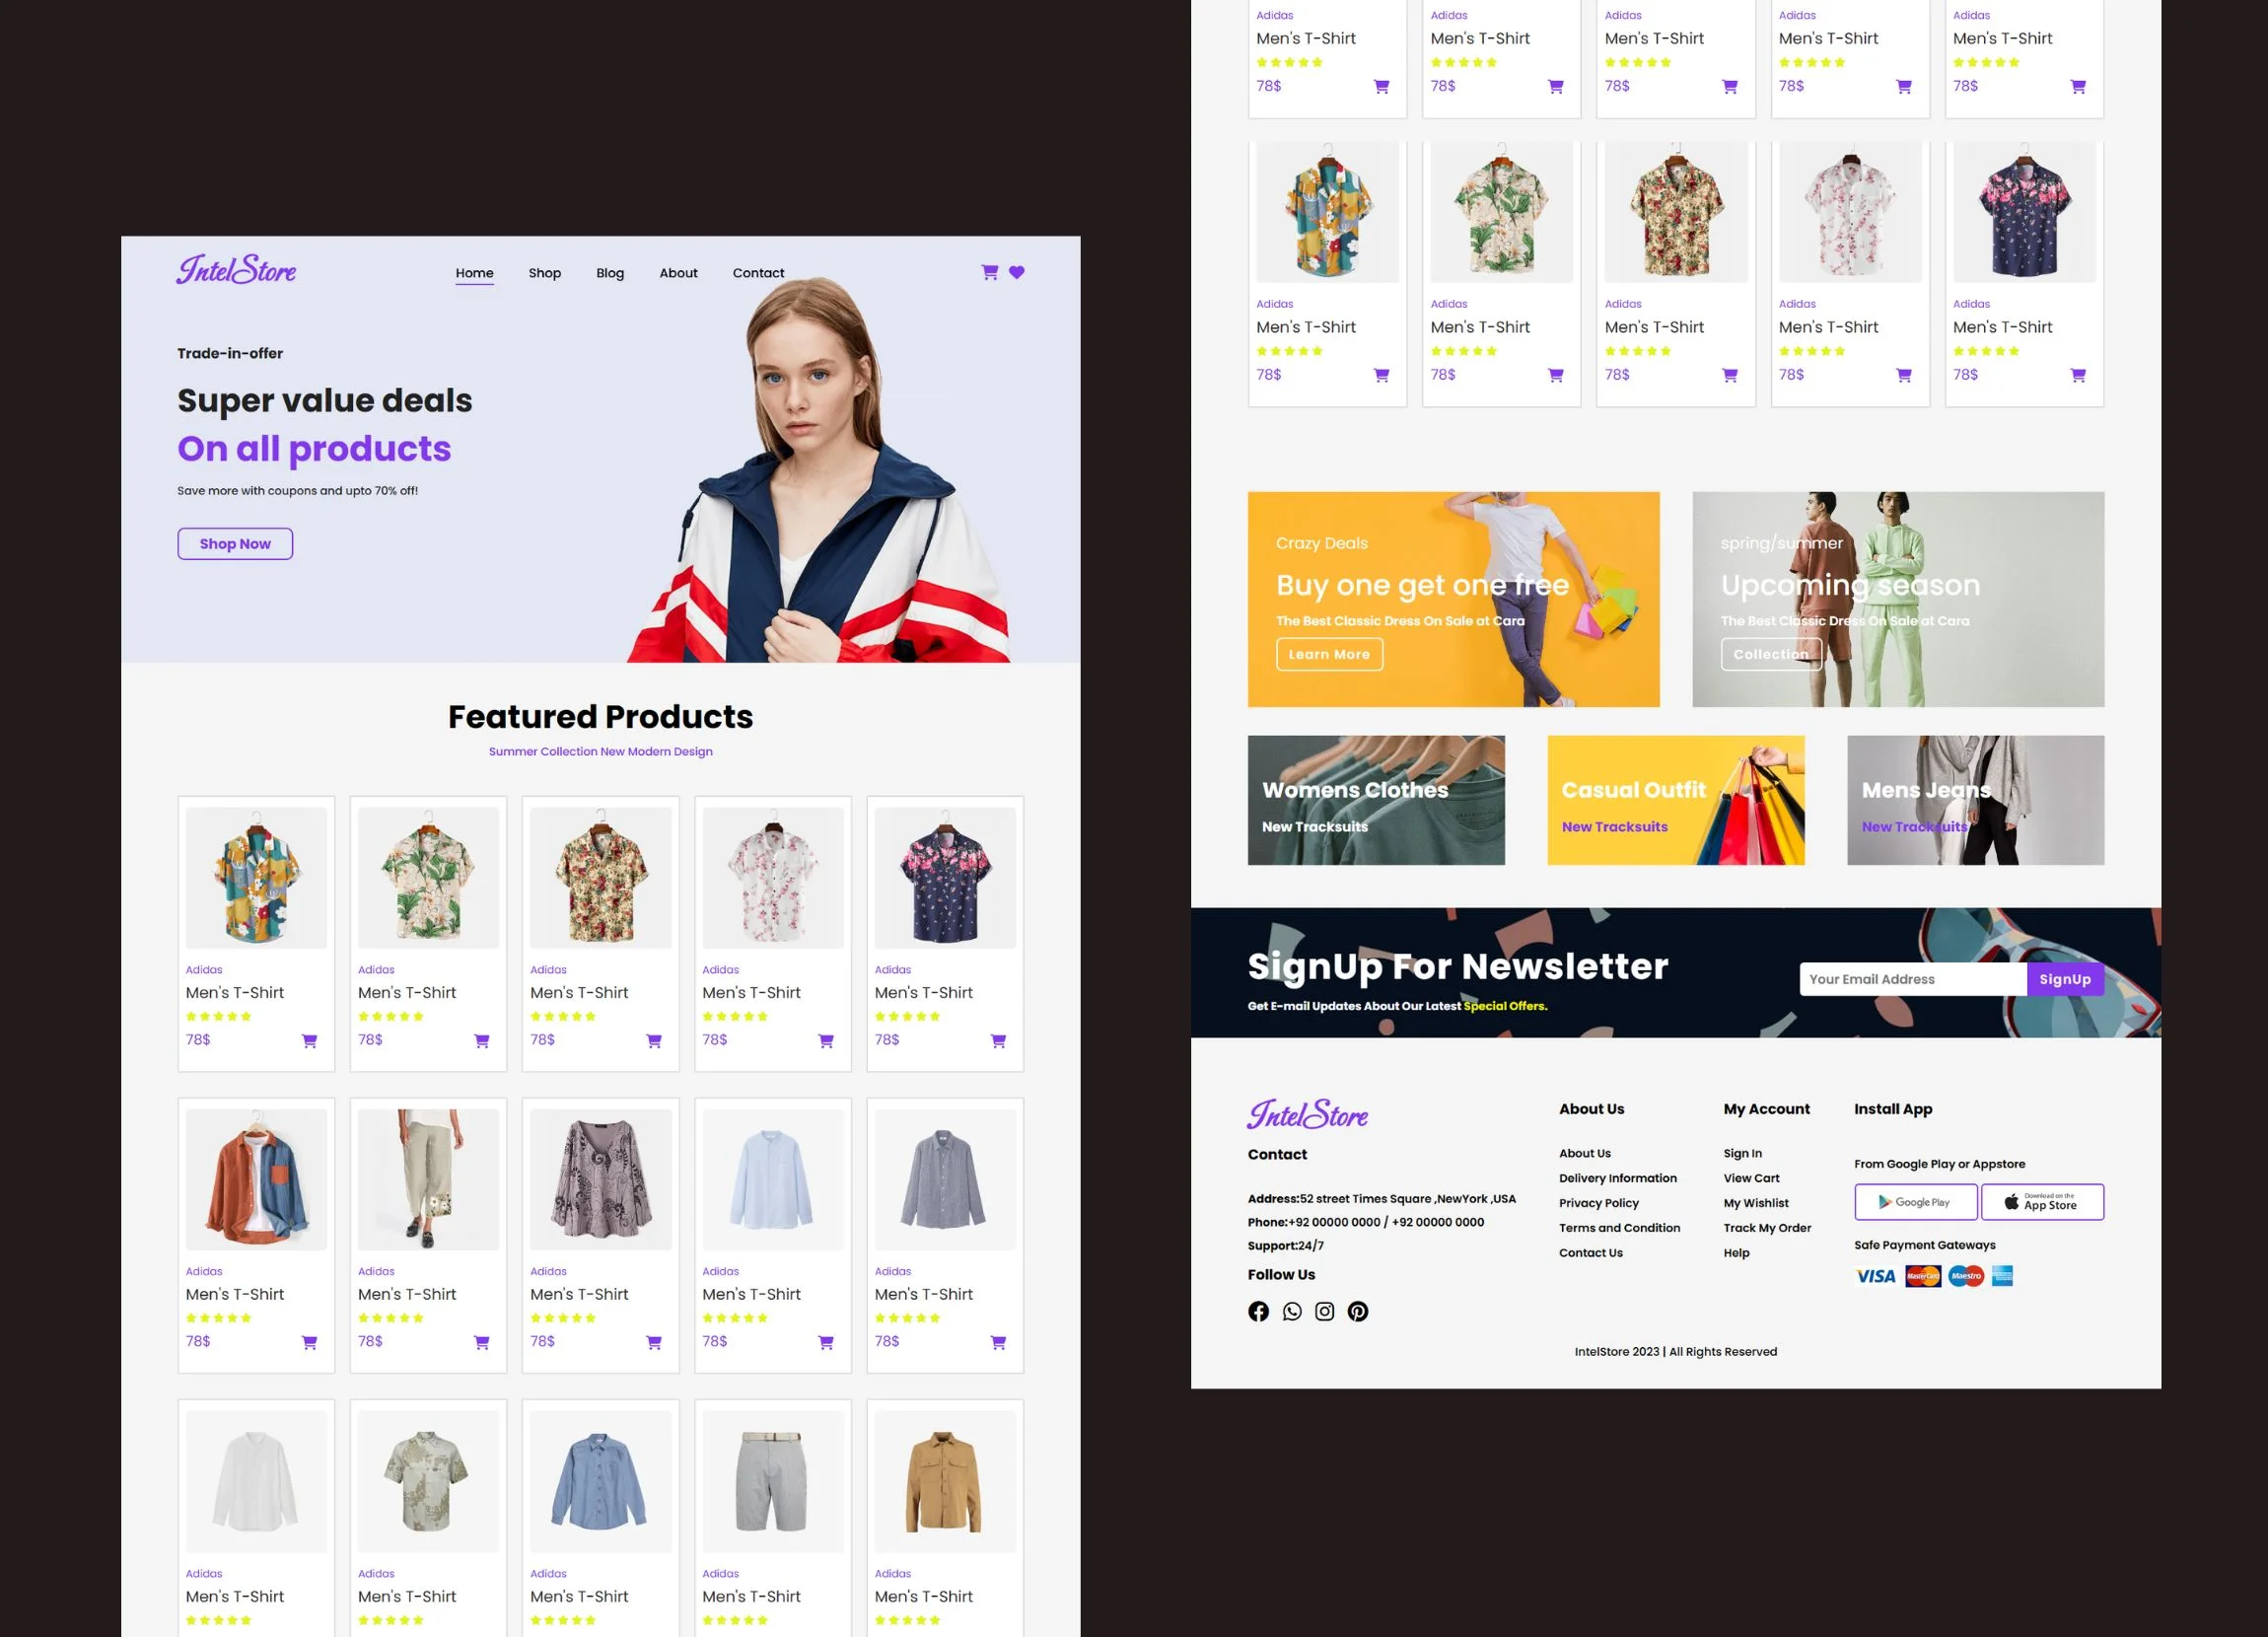 IntelStore
Home Shop Blog About Contact
Trade-in-offer
Super value deals
On all products
Save more with coupons and upto 70% off!
Shop Now
Featured Products
Summer Collection New Modern Design
Adidas Adidas Adidas Adidas Adidas
Men's T-Shirt Men's T-Shirt Men's T-Shirt Men's T-Shirt Men's T-Shirt
78$ 78$ 78$ 78$ 78$
Adidas Adidas Adidas Adidas Adidas
Men's T-Shirt Men's T-Shirt Men's T-Shirt Men's T-Shirt Men's T-Shirt
78$ 78$ 78$ 78$ 78$
Adidas Adidas Adidas Adidas Adidas
Men's T-Shirt Men's T-Shirt Men's T-Shirt Men's T-Shirt Men's T-Shirt
Adidas Adidas Adidas Adidas Adidas
Men's T-Shirt Men's T-Shirt Men's T-Shirt Men's T-Shirt Men's T-Shirt
78$ 78$ 78$ 78$ 78$
Adidas Adidas Adidas Adidas Adidas
Men's T-Shirt Men's T-Shirt Men's T-Shirt Men's T-Shirt Men's T-Shirt
78$ 78$ 78$ 78$ 78$
Crazy Deals
Buy one get one free
The Best Classic Dress On Sale at Cara
Learn More
spring/summer
Upcoming season
The Best Classic Dress On Sale at Cara
Collection
Womens Clothes
New Tracksuits
Casual Outfit
New Tracksuits
Mens Jeans
New Tracksuits
SignUp For Newsletter
Get E-mail Updates About Our Latest Special Offers.
Your Email Address SignUp
IntelStore
Contact
Address:52 street Times Square ,NewYork ,USA
Phone:+92 00000 0000 / +92 00000 0000
Support:24/7
Follow Us
About Us
About Us
Delivery Information
Privacy Policy
Terms and Condition
Contact Us
My Account
Sign In
View Cart
My Wishlist
Track My Order
Help
Install App
From Google Play or Appstore
Google Play
Download on the
App Store
Safe Payment Gateways
VISA MasterCard Maestro
IntelStore 2023 | All Rights Reserved